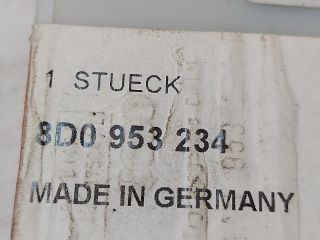 1 STUECK
8D0 953 234
MADE IN GERMANY